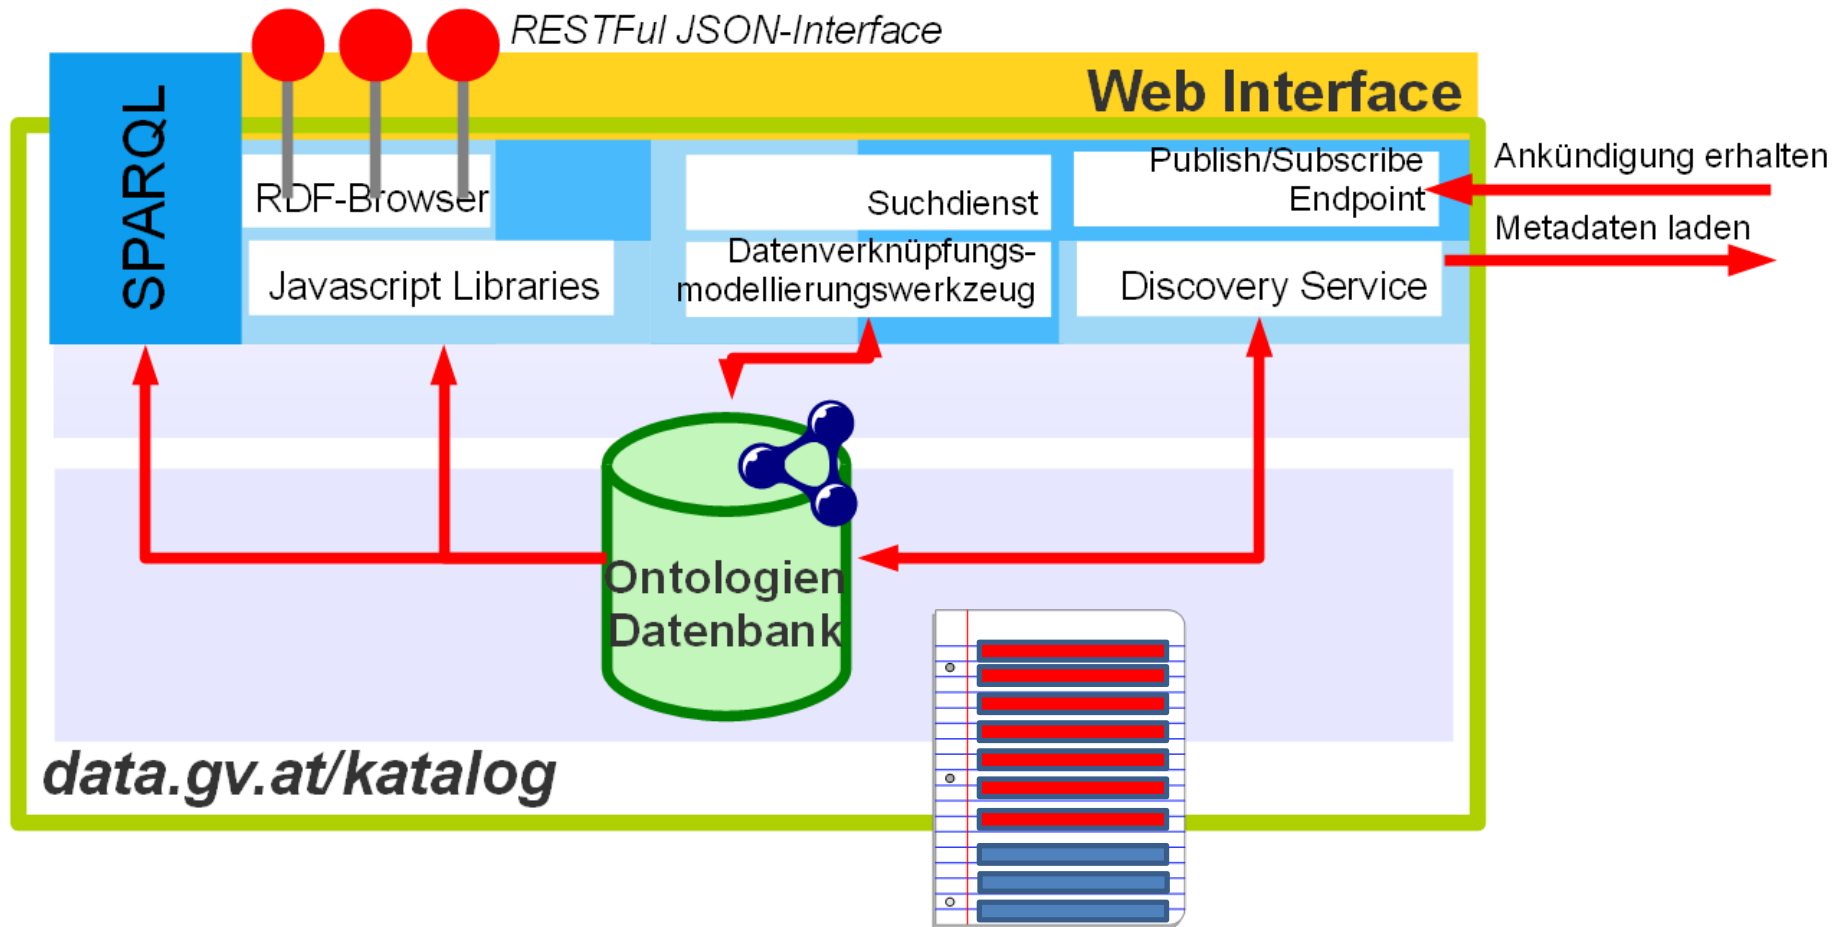 RESTFul JSON-Interface
Web Interface
SPARQL
RDF-Browser
Javascript Libraries
Suchdienst
Datenverknüpfungs-
modellierungswerkzeug
Publish/Subscribe
Endpoint
Discovery Service
Ankündigung erhalten
Metadaten laden
Ontologien
Datenbank
data.gv.at/katalog